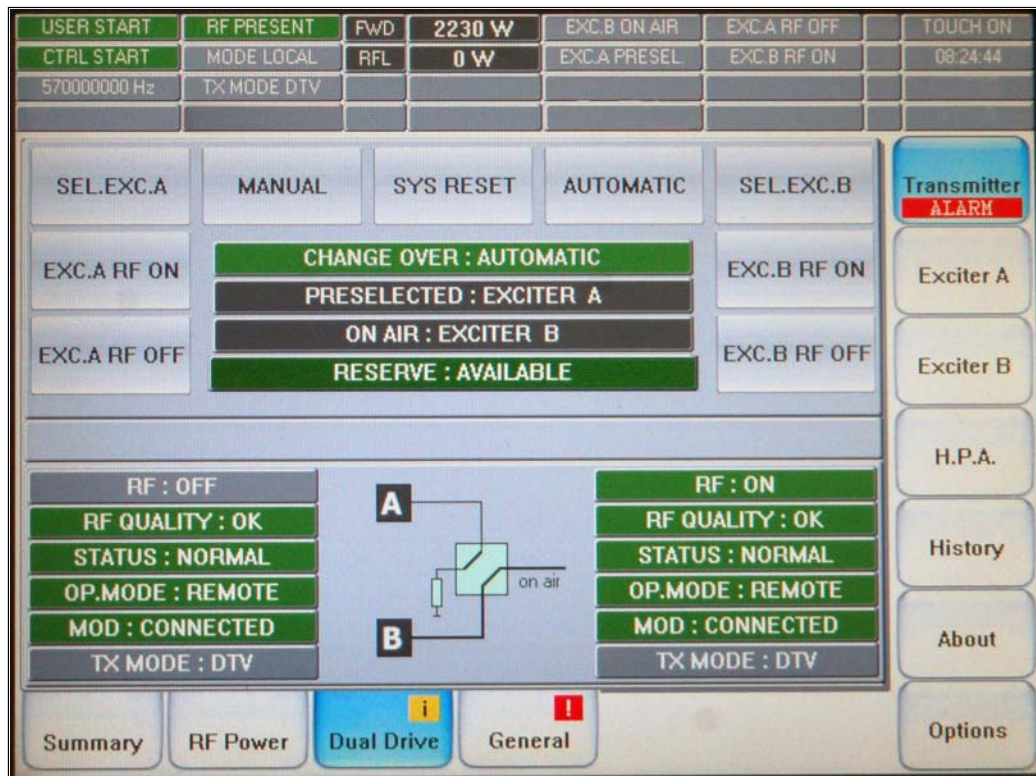 USER START RF PRESENT FWD 2230 W EXC.B ON AIR EXC.A RF OFF TOUCH ON
CTRL START MODE LOCAL RFL 0 W EXC.A PRESEL. EXC.B RF ON 08:24:44
570000000 Hz TX MODE DTV
SEL.EXC.A MANUAL SYS RESET AUTOMATIC SEL.EXC.B
Transmitter
ALARM
EXC.A RF ON
CHANGE OVER : AUTOMATIC
EXC.B RF ON
Exciter A
PRESELECTED : EXCITER A
ON AIR : EXCITER B
EXC.A RF OFF
RESERVE : AVAILABLE
EXC.B RF OFF
Exciter B
H.P.A.
RF : OFF
RF QUALITY : OK
STATUS : NORMAL
OP.MODE : REMOTE
MOD : CONNECTED
TX MODE : DTV
A
on air
B
RF : ON
RF QUALITY : OK
STATUS : NORMAL
OP.MODE : REMOTE
MOD : CONNECTED
TX MODE : DTV
History
About
Options
i !
Summary RF Power Dual Drive General